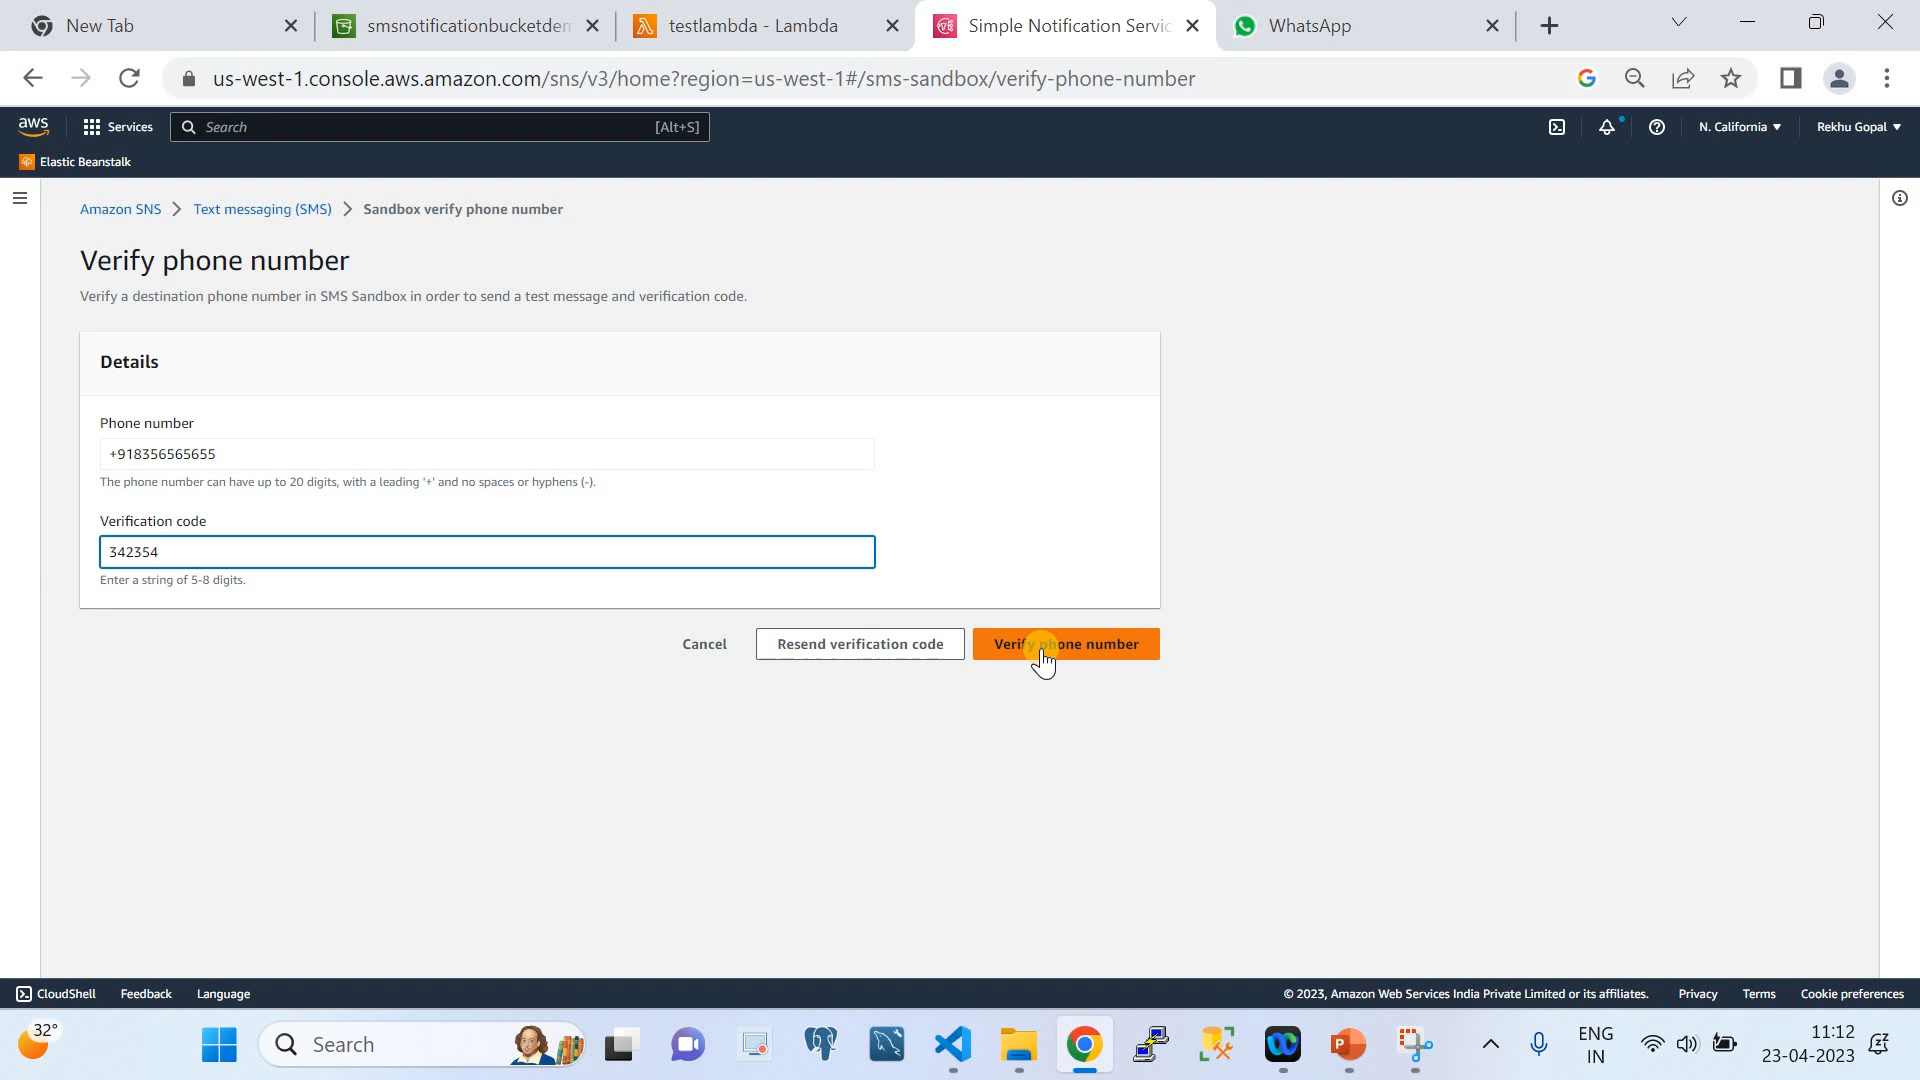 New Tab
smsnotificationbucketdem
testlambda - Lambda
Simple Notification Servic
WhatsApp
us-west-1.console.aws.amazon.com/sns/v3/home?region=us-west-1#/sms-sandbox/verify-phone-number
aws
Services
Search
[Alt+S]
N. California
Rekhu Gopal
Elastic Beanstalk
Amazon SNS > Text messaging (SMS) > Sandbox verify phone number
Verify phone number
Verify a destination phone number in SMS Sandbox in order to send a test message and verification code.
Details
Phone number
+918356565655
The phone number can have up to 20 digits, with a leading '+' and no spaces or hyphens (-).
Verification code
342354
Enter a string of 5-8 digits.
Cancel
Resend verification code
Verify phone number
CloudShell
Feedback
Language
© 2023, Amazon Web Services India Private Limited or its affiliates.
Privacy
Terms
Cookie preferences
32°
Search
ENG
IN
11:12
23-04-2023